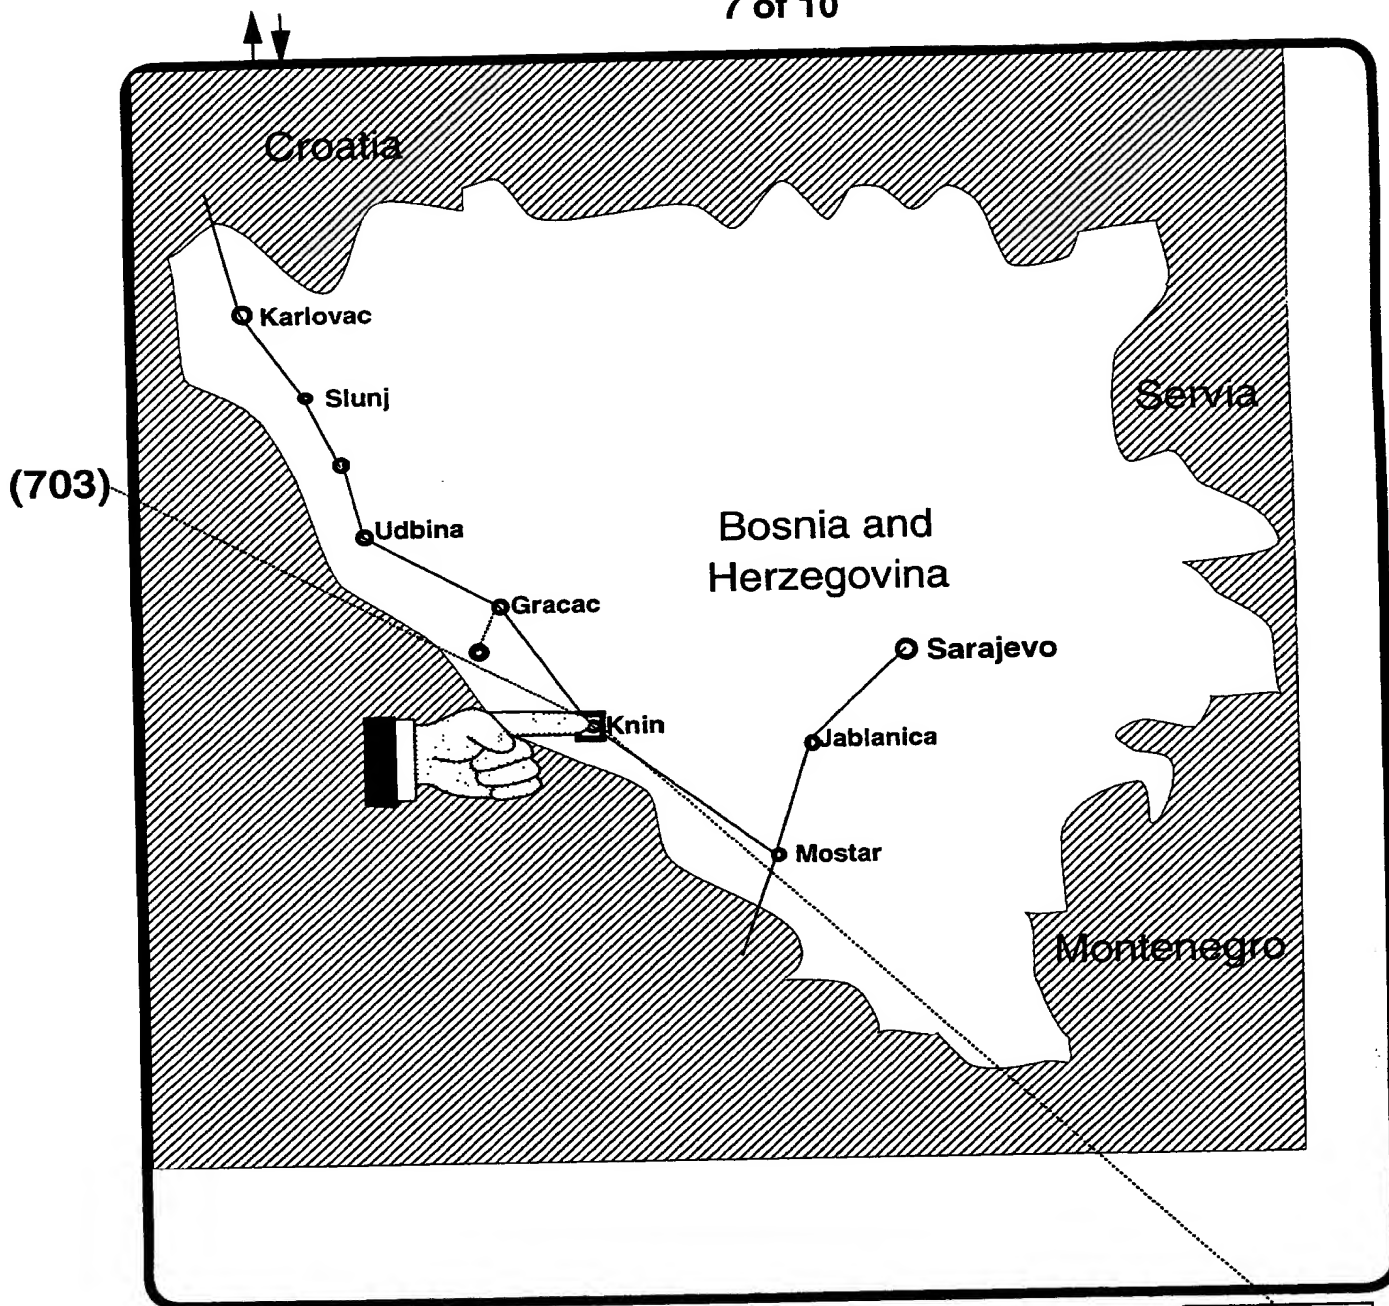 7 of 10
Croatia
Karlovac
Slunj
Servia
(703)
Udbina
Bosnia and
Herzegovina
Gracac
Sarajevo
Knin
Jablanica
Mostar
Montenegro